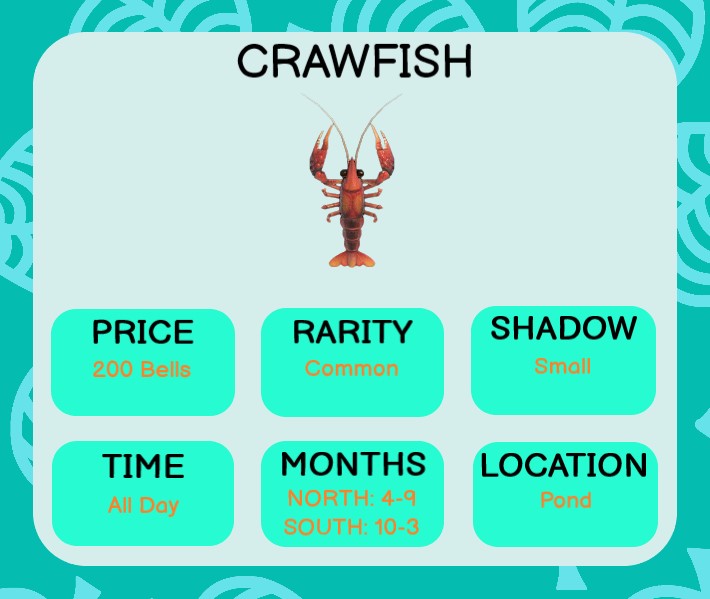 CRAWFISH
PRICE
200 Bells
RARITY
Common
SHADOW
Small
TIME
All Day
MONTHS
NORTH: 4-9
SOUTH: 10-3
LOCATION
Pond